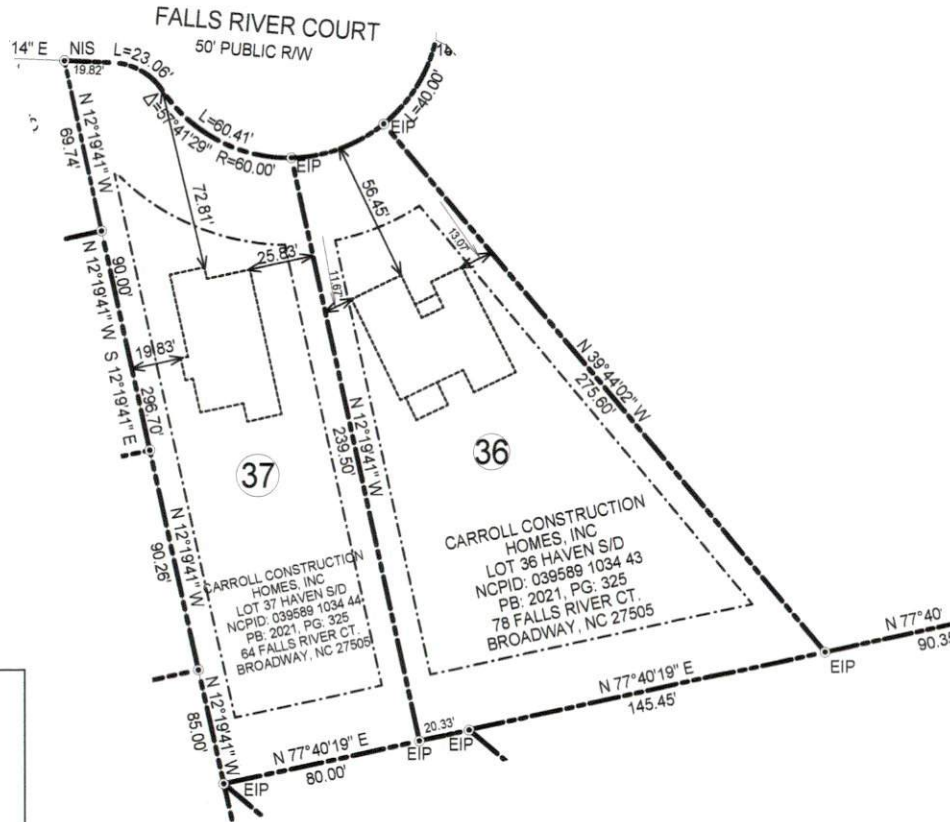 FALLS RIVER COURT
50' PUBLIC R/W
14" E
NIS
19.82'
L=23.06'
L=60.41'
Δ=57°41'29" R=60.00'
EIP
L=40.00'
EIP
N 12°19'41" W
69.74'
72.81'
25.83'
56.45'
13.07'
11.67'
N 12°19'41" W
90.00'
19.83'
S 12°19'41" E
296.70'
N 12°19'41" W
239.50'
N 39°44'02" W
275.60'
37
36
N 12°19'41" W
90.26'
CARROLL CONSTRUCTION
HOMES, INC
LOT 37 HAVEN S/D
NCPID: 039589 1034 44
PB: 2021, PG: 325
64 FALLS RIVER CT.
BROADWAY, NC 27505
CARROLL CONSTRUCTION
HOMES, INC
LOT 36 HAVEN S/D
NCPID: 039589 1034 43
PB: 2021, PG: 325
78 FALLS RIVER CT.
BROADWAY, NC 27505
N 12°19'41" W
85.00'
EIP
N 77°40'19" E
80.00'
EIP
20.33'
EIP
N 77°40'19" E
145.45'
EIP
N 77°40'